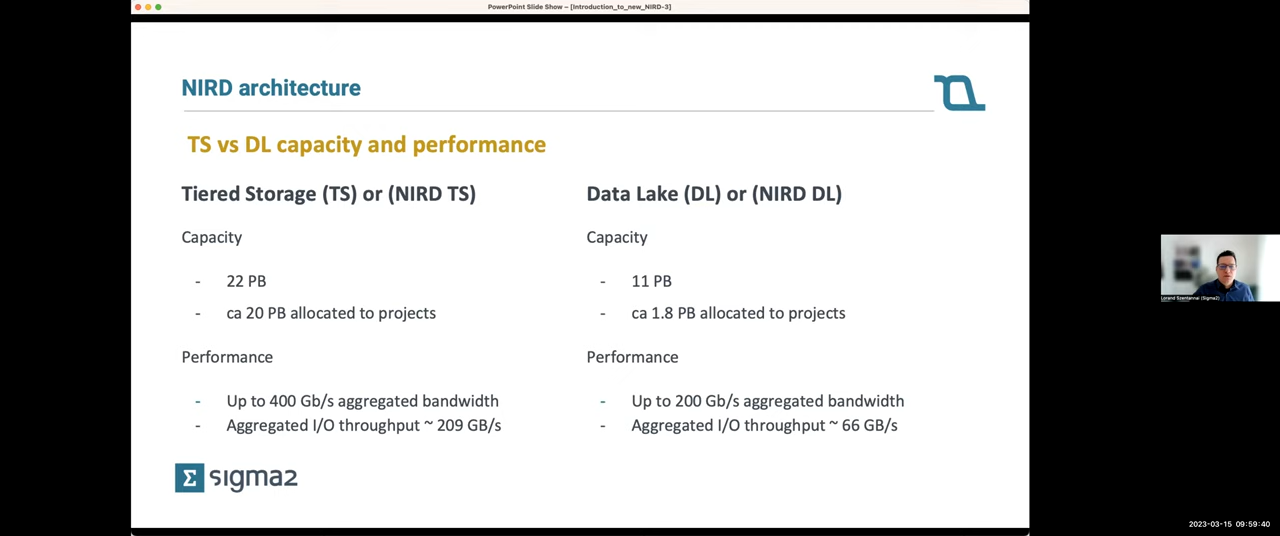 PowerPoint Slide Show – [Introduction_to_new_NIRD-3]
NIRD architecture
TS vs DL capacity and performance
Tiered Storage (TS) or (NIRD TS)
Capacity
- 22 PB
- ca 20 PB allocated to projects
Performance
- Up to 400 Gb/s aggregated bandwidth
- Aggregated I/O throughput ~ 209 GB/s
Data Lake (DL) or (NIRD DL)
Capacity
- 11 PB
- ca 1.8 PB allocated to projects
Performance
- Up to 200 Gb/s aggregated bandwidth
- Aggregated I/O throughput ~ 66 GB/s
Σ sigma2
Lorand Szentannai (Sigma2)
2023-03-15 09:59:40